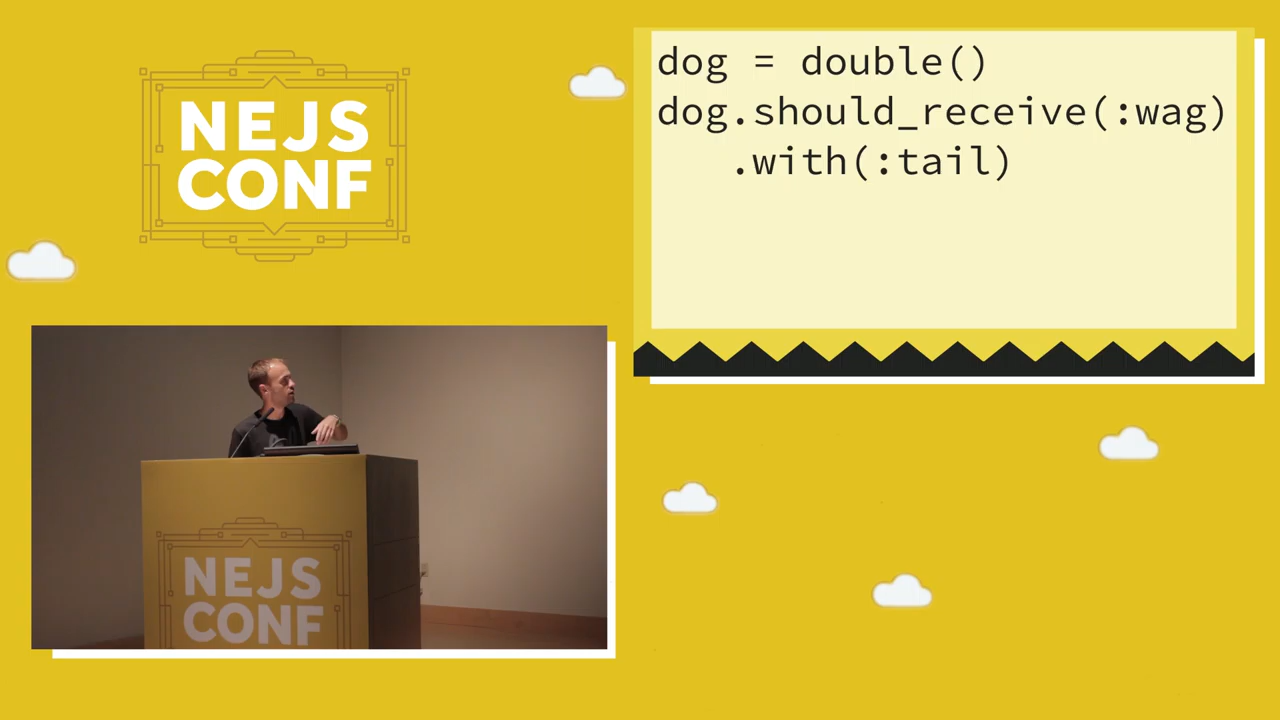 NEJS
CONF
dog = double()
dog.should_receive(:wag)
.with(:tail)
NEJS
CONF